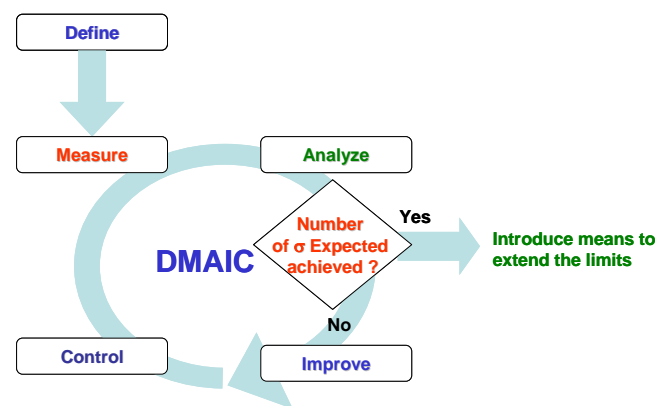 Define
Measure
Analyze
Number
of σ Expected
achieved ?
Yes
Introduce means to
extend the limits
DMAIC
No
Control
Improve